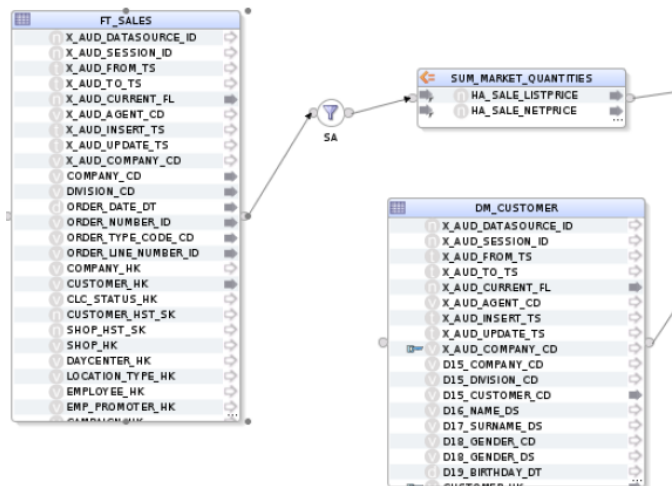 FT_SALES
X_AUD_DATASOURCE_ID
X_AUD_SESSION_ID
X_AUD_FROM_TS
X_AUD_TO_TS
X_AUD_CURRENT_FL
X_AUD_AGENT_CD
X_AUD_INSERT_TS
X_AUD_UPDATE_TS
X_AUD_COMPANY_CD
COMPANY_CD
DIVISION_CD
ORDER_DATE_DT
ORDER_NUMBER_ID
ORDER_TYPE_CODE_CD
ORDER_LINE_NUMBER_ID
COMPANY_HK
CUSTOMER_HK
CLC_STATUS_HK
CUSTOMER_HST_SK
SHOP_HST_SK
SHOP_HK
DAYCENTER_HK
LOCATION_TYPE_HK
EMPLOYEE_HK
EMP_PROMOTER_HK
SA
SUM_MARKET_QUANTITIES
HA_SALE_LISTPRICE
HA_SALE_NETPRICE
DM_CUSTOMER
X_AUD_DATASOURCE_ID
X_AUD_SESSION_ID
X_AUD_FROM_TS
X_AUD_TO_TS
X_AUD_CURRENT_FL
X_AUD_AGENT_CD
X_AUD_INSERT_TS
X_AUD_UPDATE_TS
X_AUD_COMPANY_CD
D15_COMPANY_CD
D15_DIVISION_CD
D15_CUSTOMER_CD
D16_NAME_DS
D17_SURNAME_DS
D18_GENDER_CD
D18_GENDER_DS
D19_BIRTHDAY_DT